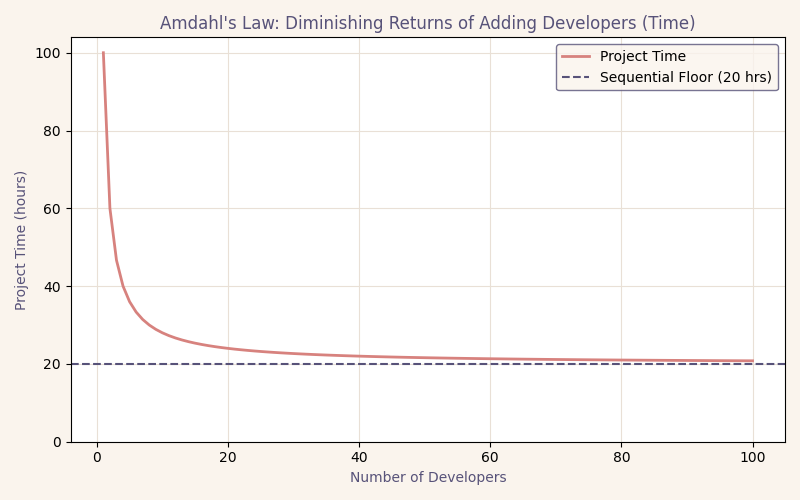 Amdahl's Law: Diminishing Returns of Adding Developers (Time)
Project Time
Sequential Floor (20 hrs)
Project Time (hours)
100
80
60
40
20
0
0 20 40 60 80 100
Number of Developers